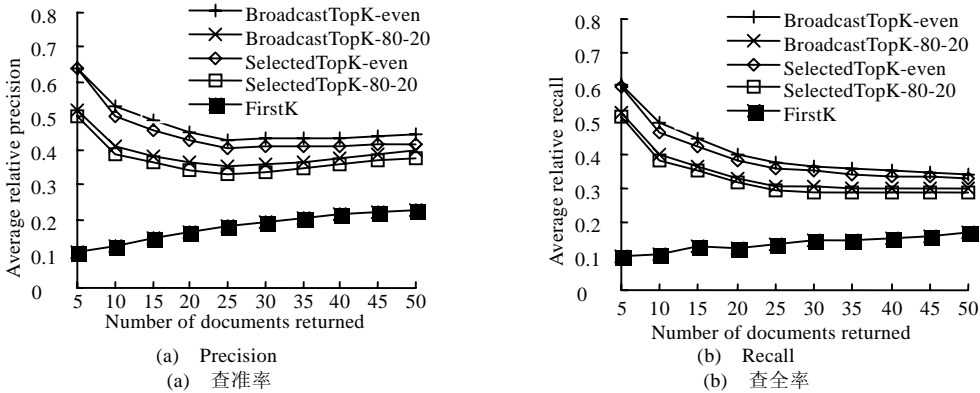 0.8
0.7
0.6
0.5
0.4
0.3
0.2
0.1
0
Average relative precision
BroadcastTopK-even
BroadcastTopK-80-20
SelectedTopK-even
SelectedTopK-80-20
FirstK
5 10 15 20 25 30 35 40 45 50
Number of documents returned
(a) Precision
(a) 查准率
0.8
0.7
0.6
0.5
0.4
0.3
0.2
0.1
0
Average relative recall
BroadcastTopK-even
BroadcastTopK-80-20
SelectedTopK-even
SelectedTopK-80-20
FirstK
5 10 15 20 25 30 35 40 45 50
Number of documents returned
(b) Recall
(b) 查全率